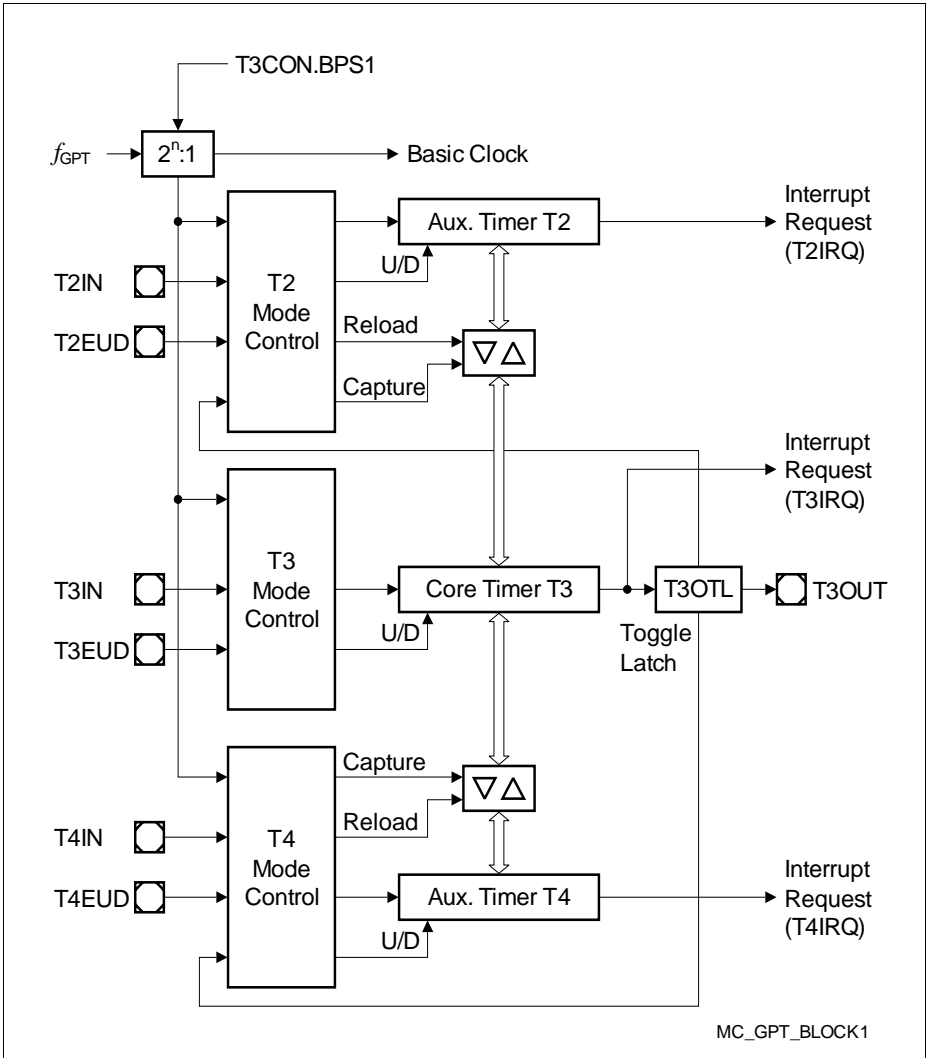 T3CON.BPS1
fGPT
2ⁿ:1
Basic Clock
Interrupt
Request
(T2IRQ)
Aux. Timer T2
U/D
T2IN
T2
Mode
Control
T2EUD
Reload
Capture
Interrupt
Request
(T3IRQ)
T3
Mode
Control
T3IN
Core Timer T3
T3OTL
T3OUT
T3EUD
U/D
Toggle
Latch
Capture
T4IN
Reload
T4
Mode
Control
T4EUD
Aux. Timer T4
U/D
Interrupt
Request
(T4IRQ)
MC_GPT_BLOCK1